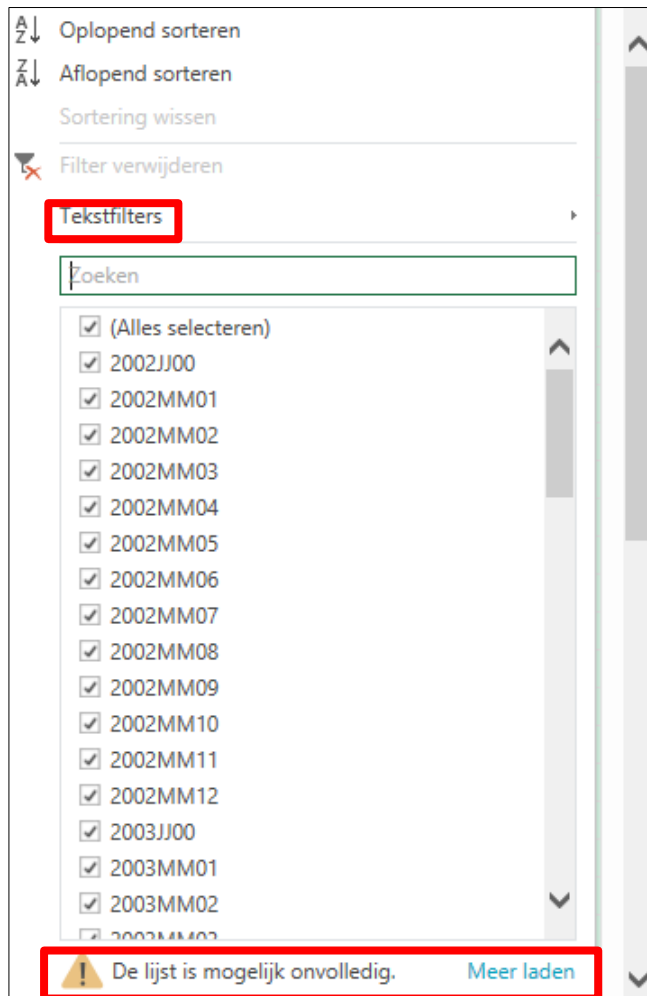 Oplopend sorteren
Aflopend sorteren
Sortering wissen
Filter verwijderen
Tekstfilters
Zoeken
(Alles selecteren)
2002JJ00
2002MM01
2002MM02
2002MM03
2002MM04
2002MM05
2002MM06
2002MM07
2002MM08
2002MM09
2002MM10
2002MM11
2002MM12
2003JJ00
2003MM01
2003MM02
2003MM03
De lijst is mogelijk onvolledig. Meer laden